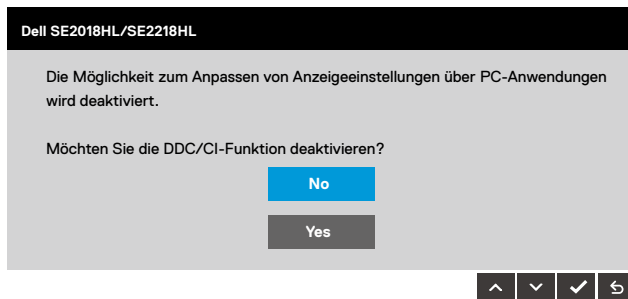 Dell SE2018HL/SE2218HL
Die Möglichkeit zum Anpassen von Anzeigeeinstellungen über PC-Anwendungen
wird deaktiviert.
Möchten Sie die DDC/CI-Funktion deaktivieren?
No
Yes